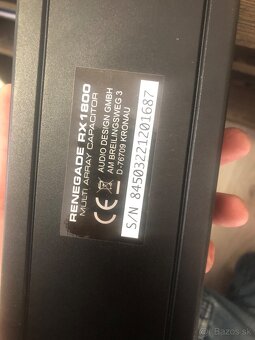 RENEGADE RX1800
MULTI ARRAY CAPACITOR
AUDIO DESIGN GMBH
AM BREILINGSWEG 3
D-76709 KRONAU
CE
S/N 84503221201687
Bazos.sk